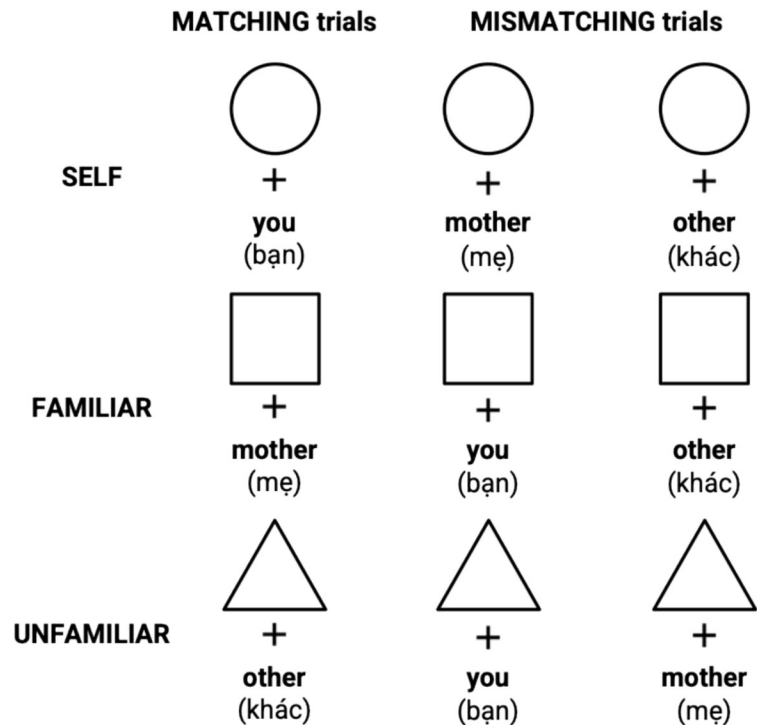 MATCHING trials MISMATCHING trials
SELF + + +
you mother other
(bạn) (mẹ) (khác)
FAMILIAR + + +
mother you other
(mẹ) (bạn) (khác)
UNFAMILIAR + + +
other you mother
(khác) (bạn) (mẹ)